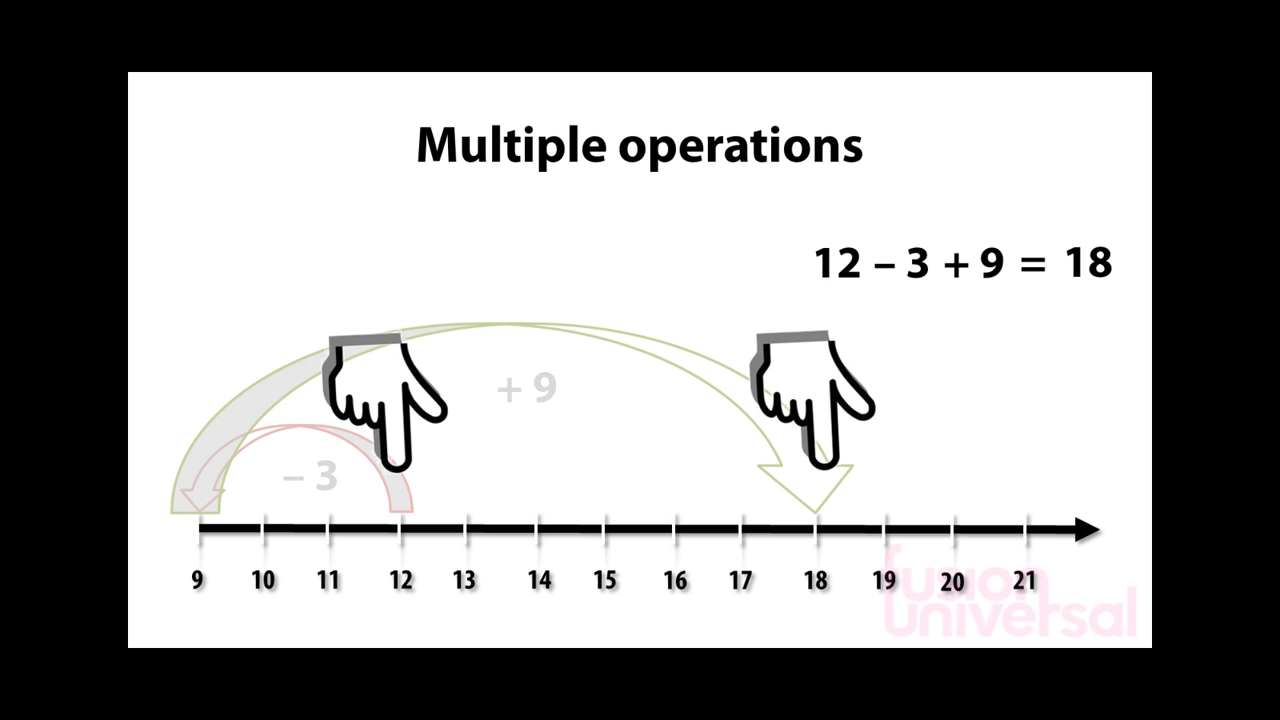 Multiple operations
12 – 3 + 9 = 18
+ 9
– 3
9 10 11 12 13 14 15 16 17 18 19 20 21
fusion
universal